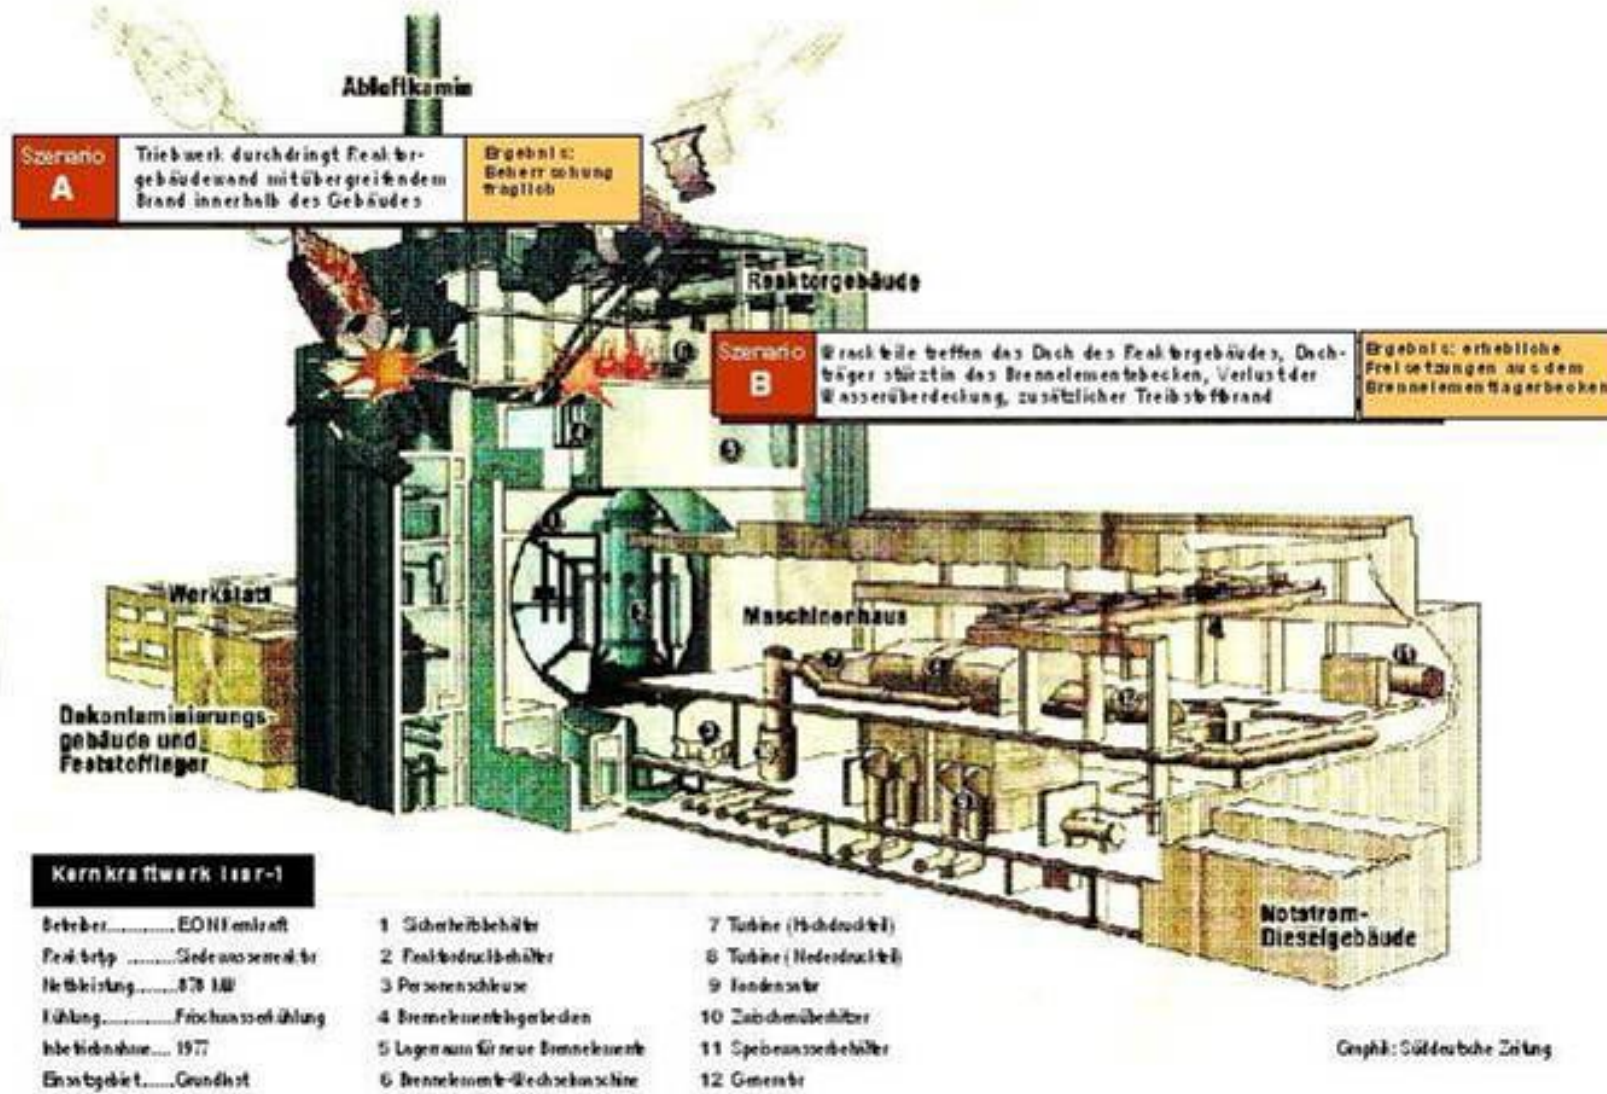 Abluftkamin
Szenario
A
Triebwerk durchdringt Reaktor-
gebäudewand mit übergreifendem
Brand innerhalb des Gebäudes
Ergebnis:
Beherrschung
fraglich
Reaktorgebäude
Szenario
B
Wrackteile treffen das Dach des Reaktorgebäudes, Dach-
träger stürzt in das Brennelementebecken, Verlust der
Wasserüberdeckung, zusätzlicher Treibstoffbrand
Ergebnis: erhebliche
Freisetzungen aus dem
Brennelementlagerbecken
Werkstatt
Maschinenhaus
Dekontaminierungs-
gebäude und
Feststofflager
Notstrom-
Dieselgebäude
Kernkraftwerk Isar-1
Betreiber........... EON Kernkraft
Reaktortyp ........Siedewasserreaktor
Nettoleistung........878 MW
Kühlung............Frischwasserkühlung
Inbetriebnahme.... 1977
Einsatzgebiet......Grundlast
1 Sicherheitsbehälter
2 Reaktordruckbehälter
3 Personenschleuse
4 Brennelementlagerbecken
5 Lagerraum für neue Brennelemente
6 Brennelemente-Wechselmaschine
7 Turbine (Hochdruckteil)
8 Turbine (Niederdruckteil)
9 Kondensator
10 Zwischenüberhitzer
11 Speisewasserbehälter
12 Generator
Graphik: Süddeutsche Zeitung